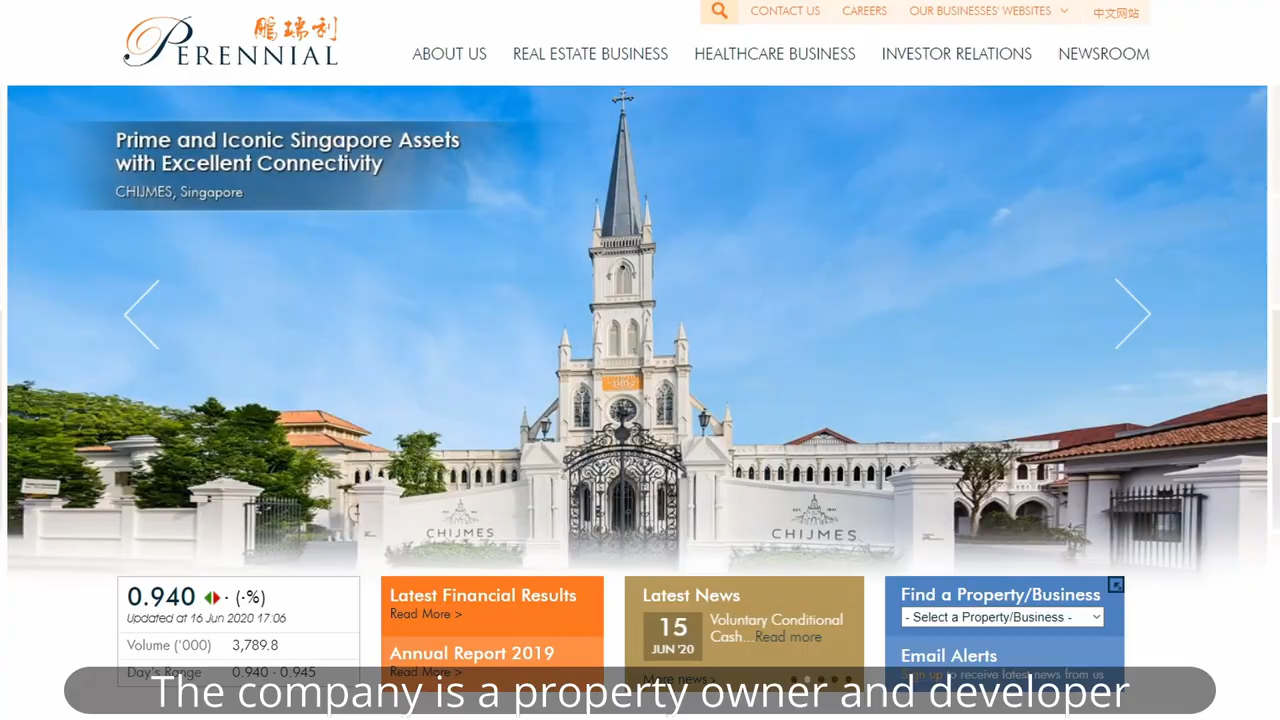 CONTACT US
CAREERS
OUR BUSINESSES' WEBSITES
中文网站
鹏瑞利
PERENNIAL
ABOUT US
REAL ESTATE BUSINESS
HEALTHCARE BUSINESS
INVESTOR RELATIONS
NEWSROOM
Prime and Iconic Singapore Assets
with Excellent Connectivity
CHIJMES, Singapore
CHIJMES
CHIJMES
0.940 - (-%)
Updated at 16 Jun 2020 17:06
Volume ('000) 3,789.8
Day's Range 0.940 - 0.945
Latest Financial Results
Read More >
Annual Report 2019
Read More >
Latest News
15
JUN '20
Voluntary Conditional
Cash...Read more
More news >
Find a Property/Business
- Select a Property/Business -
Email Alerts
Sign up to receive latest news from us
The company is a property owner and developer